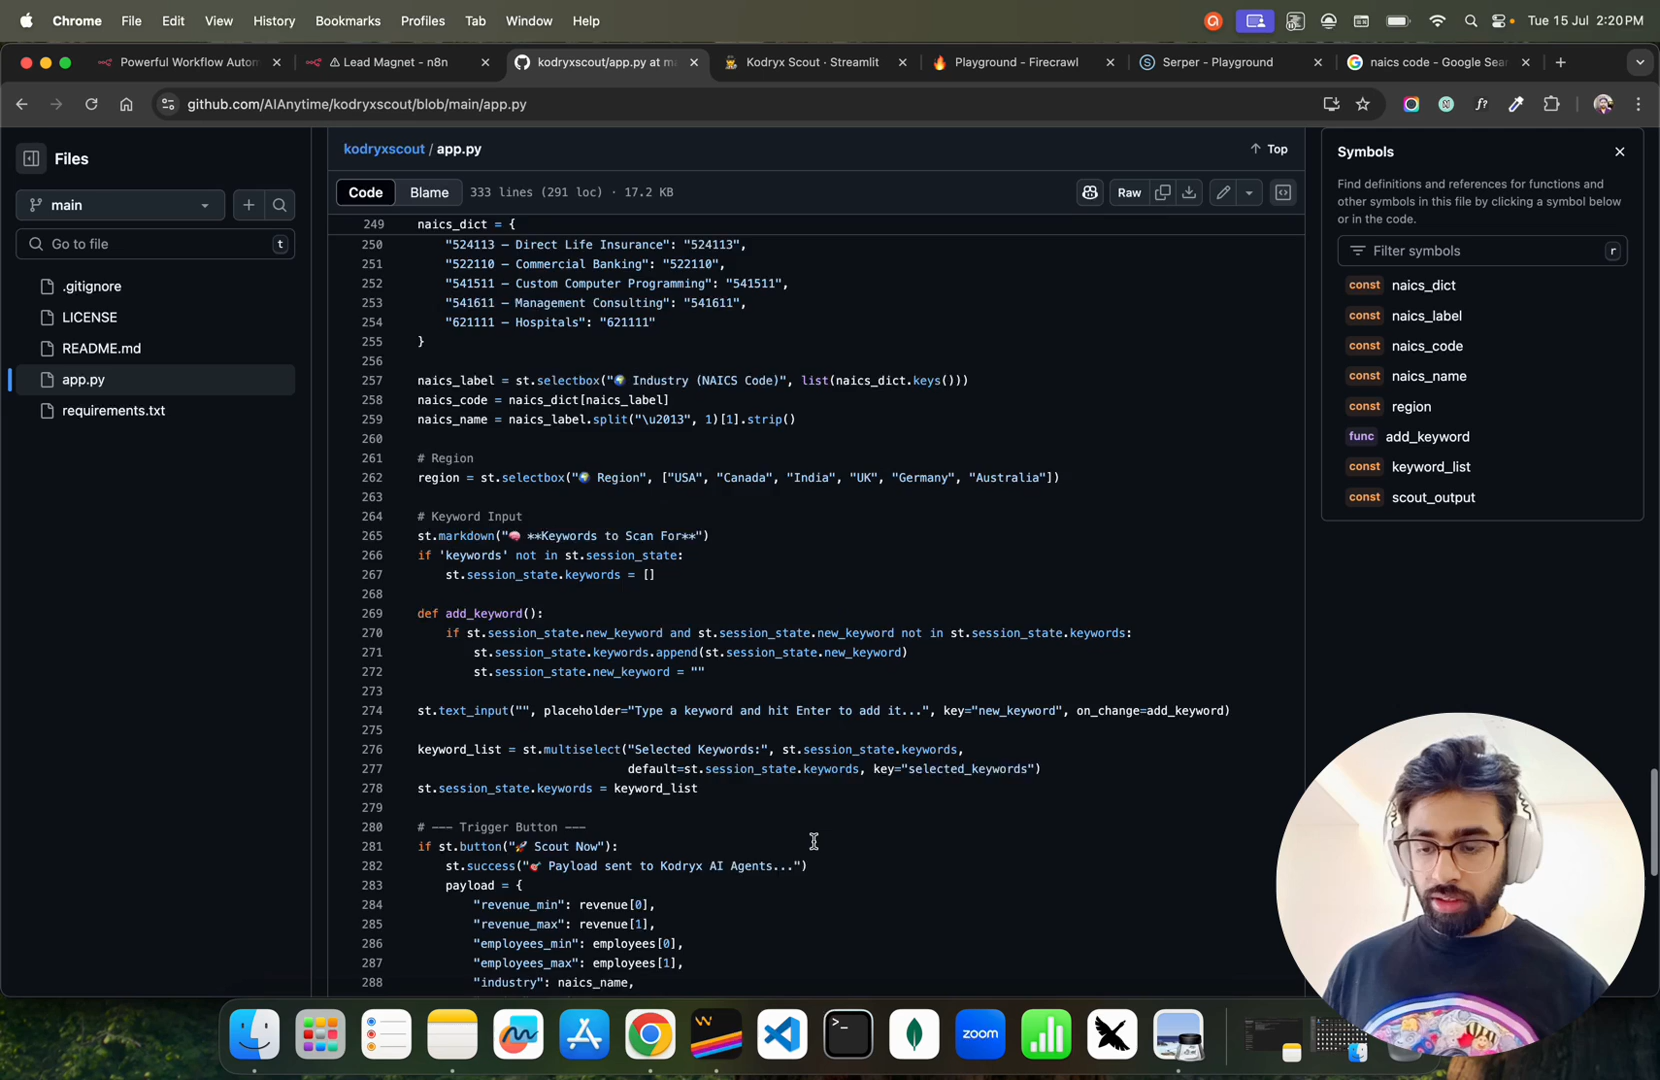 Chrome File Edit View History Bookmarks Profiles Tab Window Help Tue 15 Jul 2:20 PM
Powerful Workflow Autom ⚠ Lead Magnet - n8n kodryxscout/app.py at ma Kodryx Scout · Streamlit Playground - Firecrawl Serper - Playground naics code - Google Sear
github.com/AIAnytime/kodryxscout/blob/main/app.py
Files
main
Go to file t
.gitignore
LICENSE
README.md
app.py
requirements.txt
kodryxscout / app.py ↑ Top
Code Blame 333 lines (291 loc) · 17.2 KB Raw
249 naics_dict = {
250 "524113 – Direct Life Insurance": "524113",
251 "522110 – Commercial Banking": "522110",
252 "541511 – Custom Computer Programming": "541511",
253 "541611 – Management Consulting": "541611",
254 "621111 – Hospitals": "621111"
255 }
256
257 naics_label = st.selectbox("🌍 Industry (NAICS Code)", list(naics_dict.keys()))
258 naics_code = naics_dict[naics_label]
259 naics_name = naics_label.split("\u2013", 1)[1].strip()
260
261 # Region
262 region = st.selectbox("🌍 Region", ["USA", "Canada", "India", "UK", "Germany", "Australia"])
263
264 # Keyword Input
265 st.markdown("🧠 **Keywords to Scan For**")
266 if 'keywords' not in st.session_state:
267 st.session_state.keywords = []
268
269 def add_keyword():
270 if st.session_state.new_keyword and st.session_state.new_keyword not in st.session_state.keywords:
271 st.session_state.keywords.append(st.session_state.new_keyword)
272 st.session_state.new_keyword = ""
273
274 st.text_input("", placeholder="Type a keyword and hit Enter to add it...", key="new_keyword", on_change=add_keyword)
275
276 keyword_list = st.multiselect("Selected Keywords:", st.session_state.keywords,
277 default=st.session_state.keywords, key="selected_keywords")
278 st.session_state.keywords = keyword_list
279
280 # --- Trigger Button ---
281 if st.button("🚀 Scout Now"):
282 st.success("🎯 Payload sent to Kodryx AI Agents...")
283 payload = {
284 "revenue_min": revenue[0],
285 "revenue_max": revenue[1],
286 "employees_min": employees[0],
287 "employees_max": employees[1],
288 "industry": naics_name,
Symbols
Find definitions and references for functions and
other symbols in this file by clicking a symbol below
or in the code.
Filter symbols r
const naics_dict
const naics_label
const naics_code
const naics_name
const region
func add_keyword
const keyword_list
const scout_output
zoom